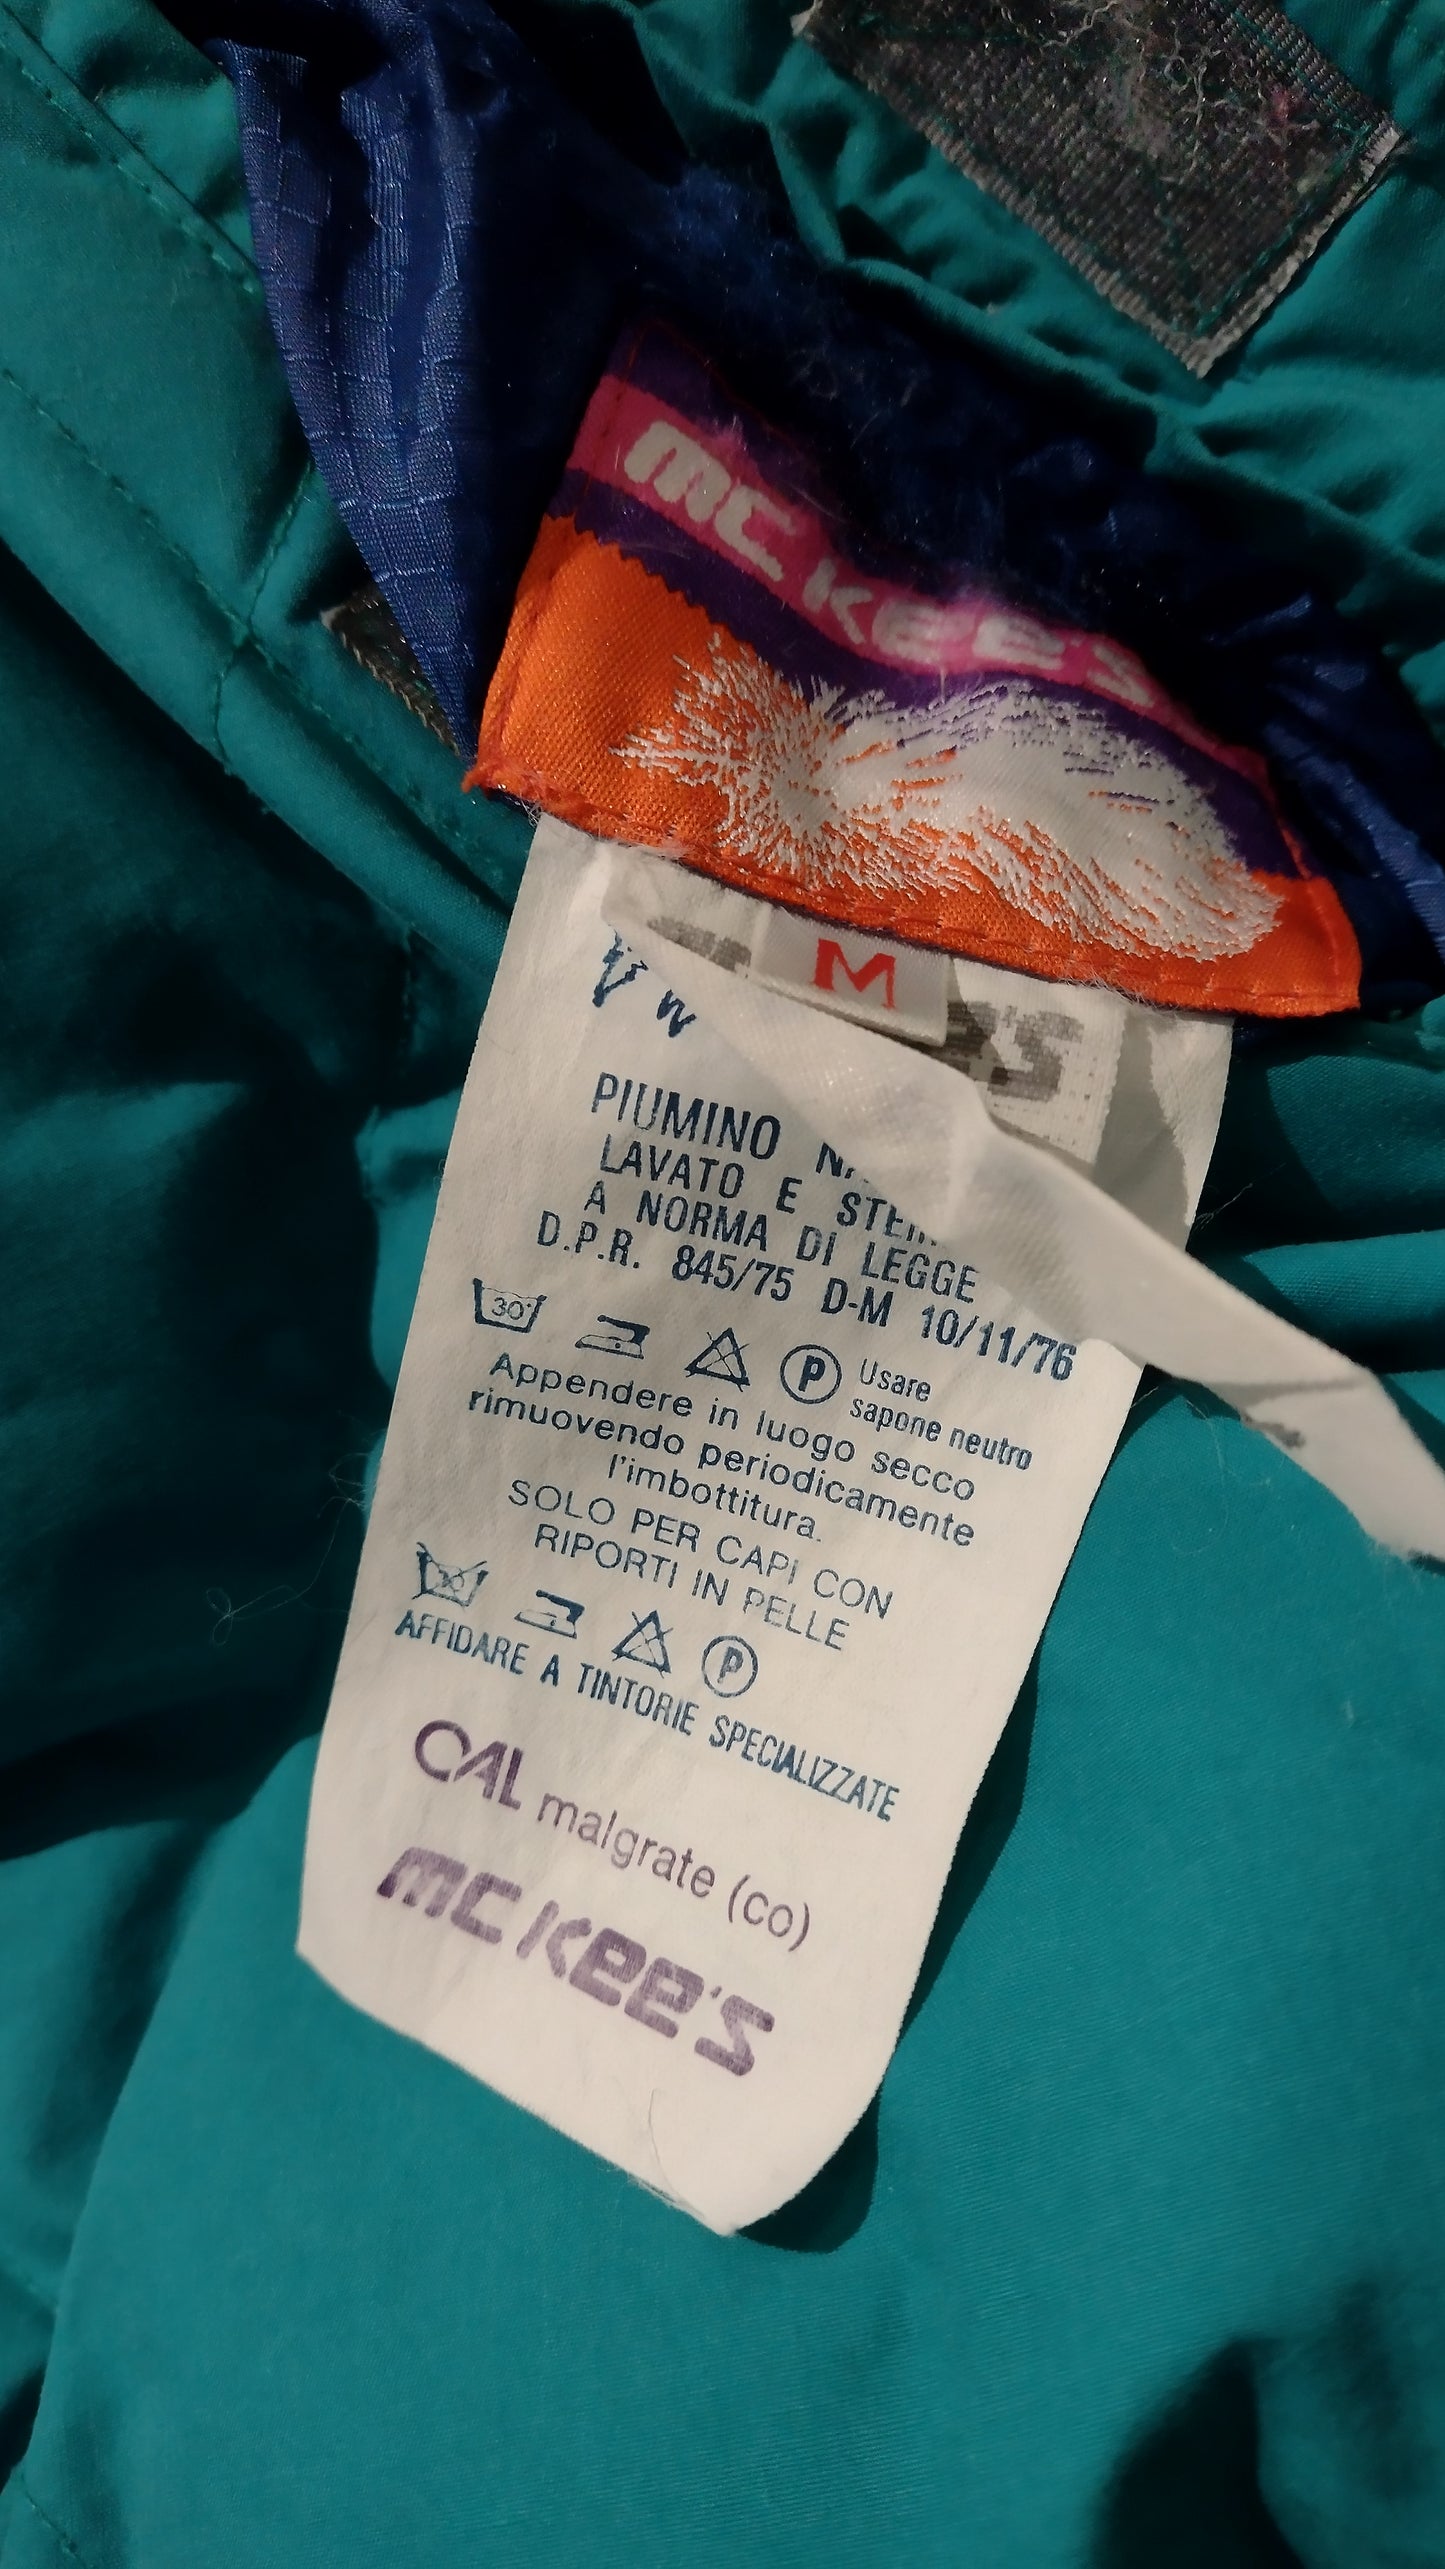 mc kee's
M
PIUMINO
LAVATO E
A NORMA DI LEGGE
D.P.R. 845/75 D-M 10/11/76
30°
P
Usare
sapone neutro
Appendere in luogo secco
rimuovendo periodicamente
l'imbottitura.
SOLO PER CAPI CON
RIPORTI IN PELLE
P
AFFIDARE A TINTORIE SPECIALIZZATE
CAL malgrate (co)
mc kee's